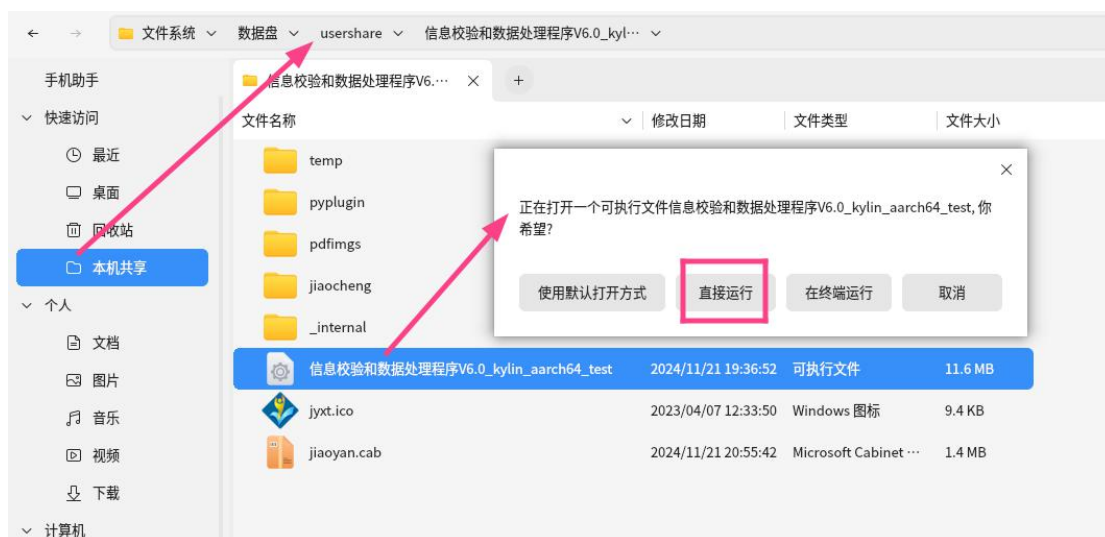 文件系统 数据盘 usershare 信息校验和数据处理程序V6.0_kyl···
手机助手
信息校验和数据处理程序V6.···
快速访问
文件名称 修改日期 文件类型 文件大小
最近
temp
桌面
pyplugin
正在打开一个可执行文件信息校验和数据处理程序V6.0_kylin_aarch64_test, 你
希望?
回收站
pdfimgs
本机共享
jiaocheng
使用默认打开方式 直接运行 在终端运行 取消
个人
_internal
文档
信息校验和数据处理程序V6.0_kylin_aarch64_test 2024/11/21 19:36:52 可执行文件 11.6 MB
图片
jyxt.ico 2023/04/07 12:33:50 Windows 图标 9.4 KB
音乐
jiaoyan.cab 2024/11/21 20:55:42 Microsoft Cabinet ··· 1.4 MB
视频
下载
计算机